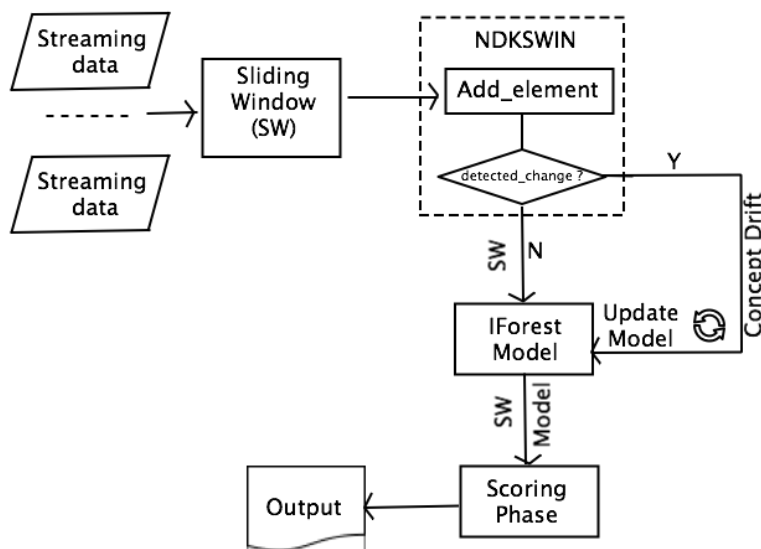 Streaming
data
Streaming
data
Sliding
Window
(SW)
NDKSWIN
Add_element
detected_change ?
Y
N
SW
Concept Drift
IForest
Model
Update
Model
SW
Model
Scoring
Phase
Output